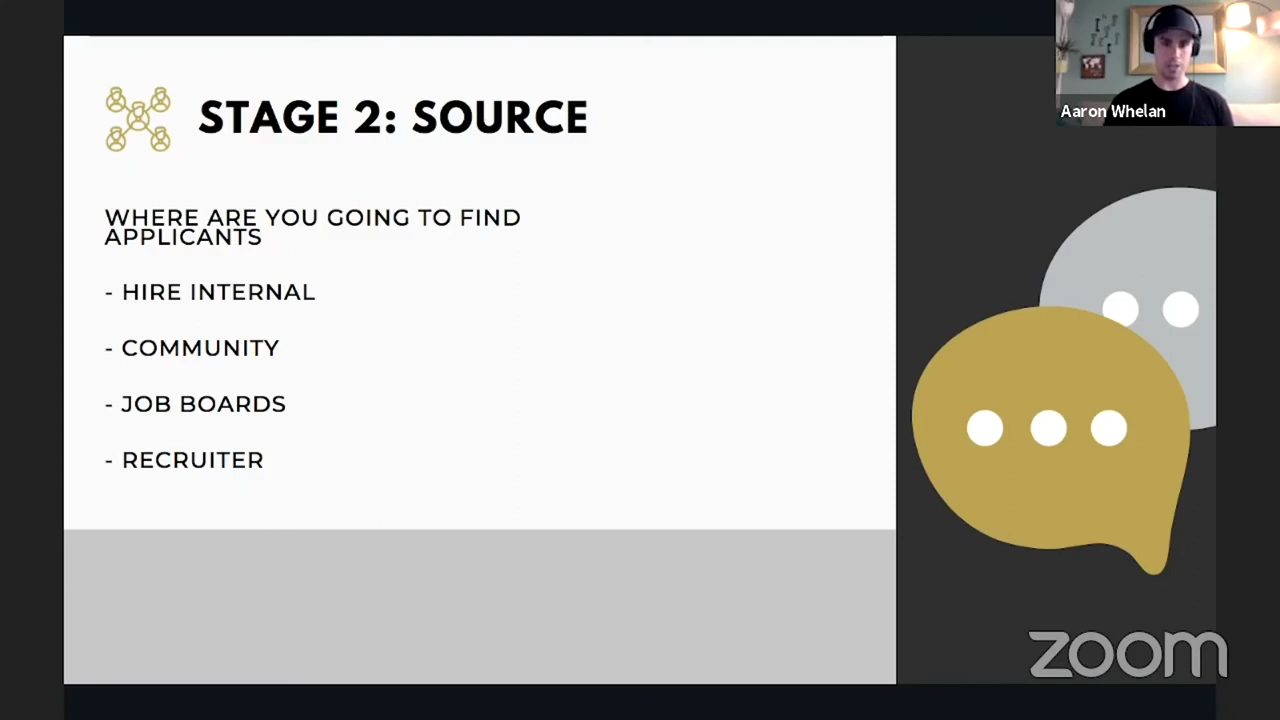 STAGE 2: SOURCE
WHERE ARE YOU GOING TO FIND
APPLICANTS
- HIRE INTERNAL
- COMMUNITY
- JOB BOARDS
- RECRUITER
Aaron Whelan
zoom